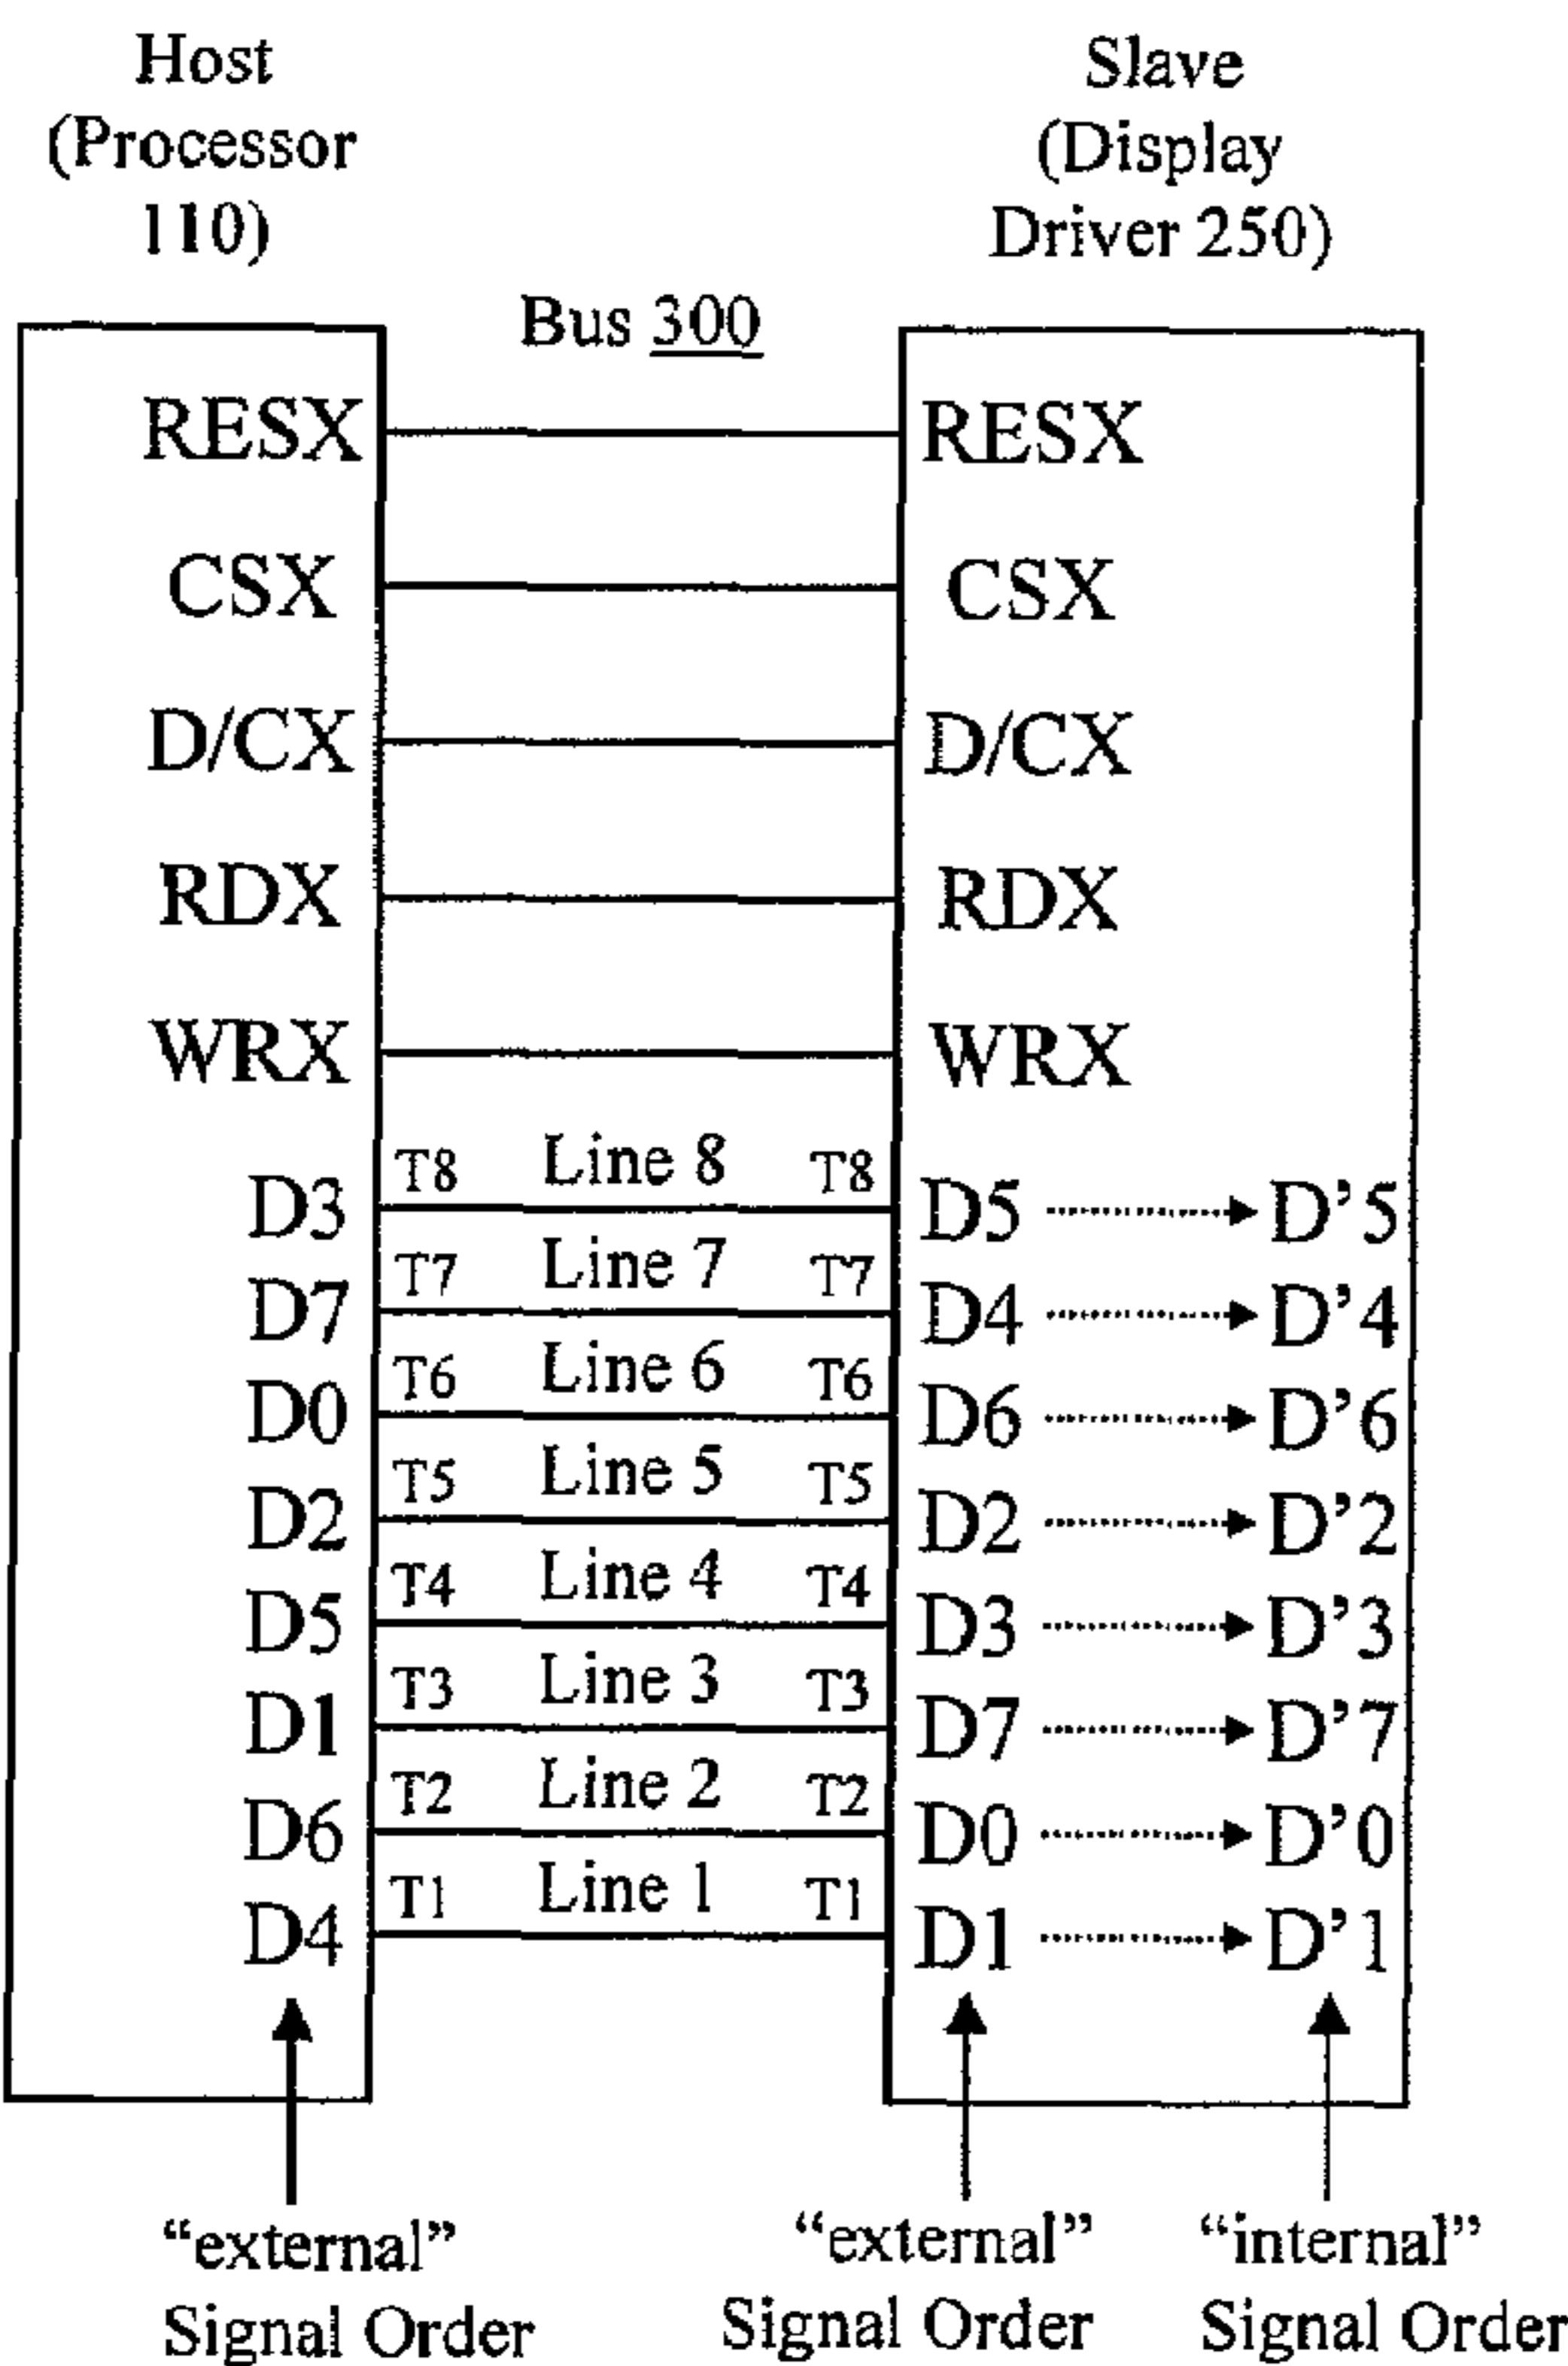 Host
(Processor
110)
Slave
(Display
Driver 250)
Bus 300
RESX RESX
CSX CSX
D/CX D/CX
RDX RDX
WRX WRX
T8 Line 8 T8
D3 D5 D'5
T7 Line 7 T7
D7 D4 D'4
T6 Line 6 T6
D0 D6 D'6
T5 Line 5 T5
D2 D2 D'2
T4 Line 4 T4
D5 D3 D'3
T3 Line 3 T3
D1 D7 D'7
T2 Line 2 T2
D6 D0 D'0
T1 Line 1 T1
D4 D1 D'1
“external”
Signal Order
“external”
Signal Order
“internal”
Signal Order